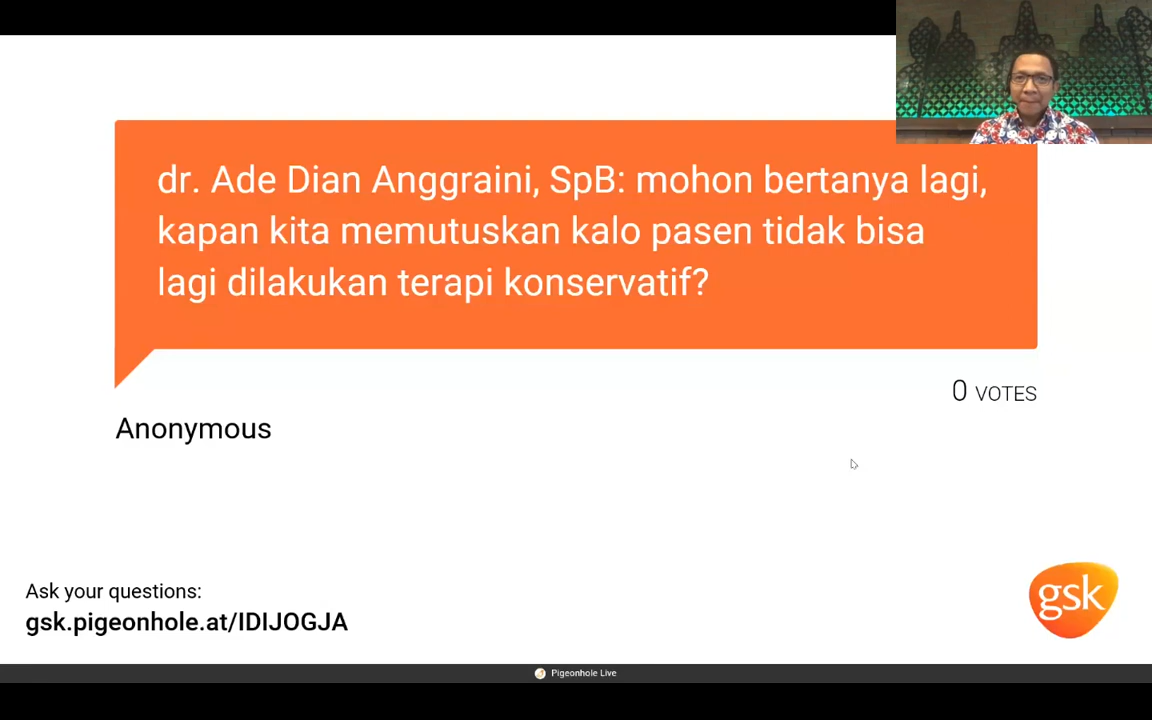 dr. Ade Dian Anggraini, SpB: mohon bertanya lagi,
kapan kita memutuskan kalo pasen tidak bisa
lagi dilakukan terapi konservatif?
0 VOTES
Anonymous
Ask your questions:
gsk.pigeonhole.at/IDIJOGJA
gsk
Pigeonhole Live